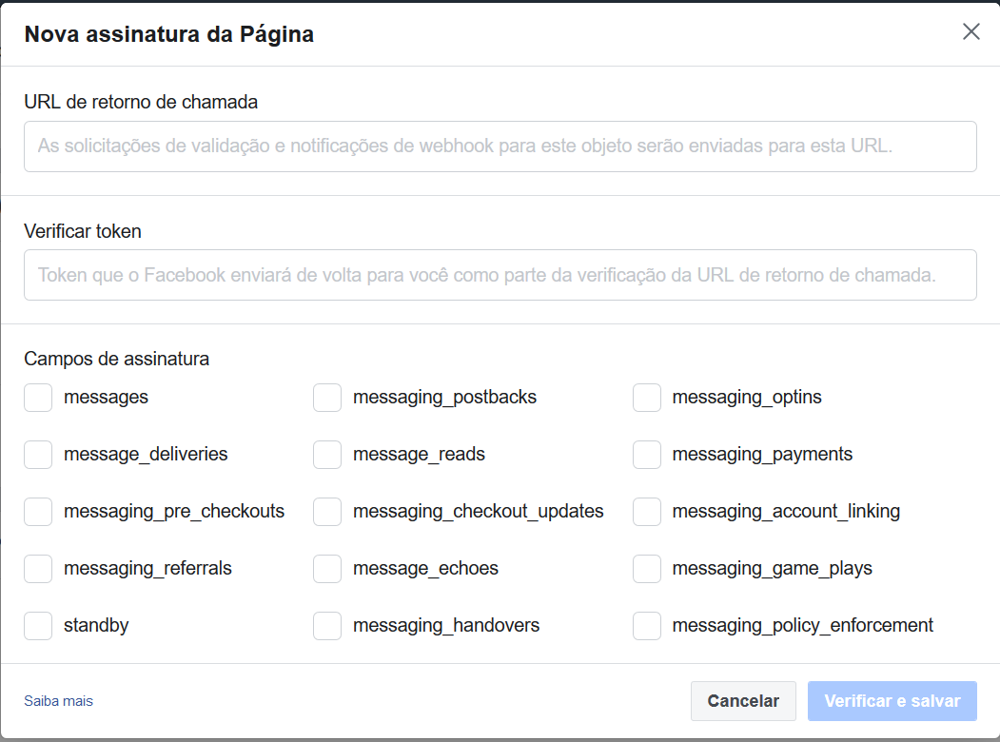 Nova assinatura da Página
URL de retorno de chamada
As solicitações de validação e notificações de webhook para este objeto serão enviadas para esta URL.
Verificar token
Token que o Facebook enviará de volta para você como parte da verificação da URL de retorno de chamada.
Campos de assinatura
messages messaging_postbacks messaging_optins
message_deliveries message_reads messaging_payments
messaging_pre_checkouts messaging_checkout_updates messaging_account_linking
messaging_referrals message_echoes messaging_game_plays
standby messaging_handovers messaging_policy_enforcement
Saiba mais Cancelar Verificar e salvar